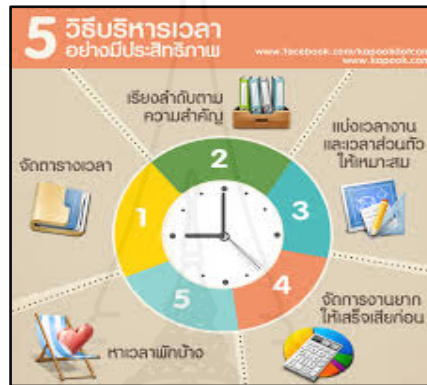 5 วิธีบริหารเวลา
อย่างมีประสิทธิภาพ
www.facebook.com/kapookdotcom
www.kapook.com
จัดตารางเวลา
1
เรียงลำดับตาม
ความสำคัญ
2
แบ่งเวลางาน
และเวลาส่วนตัว
ให้เหมาะสม
3
จัดการงานยาก
ให้เสร็จเสียก่อน
4
หาเวลาพักบ้าง
5